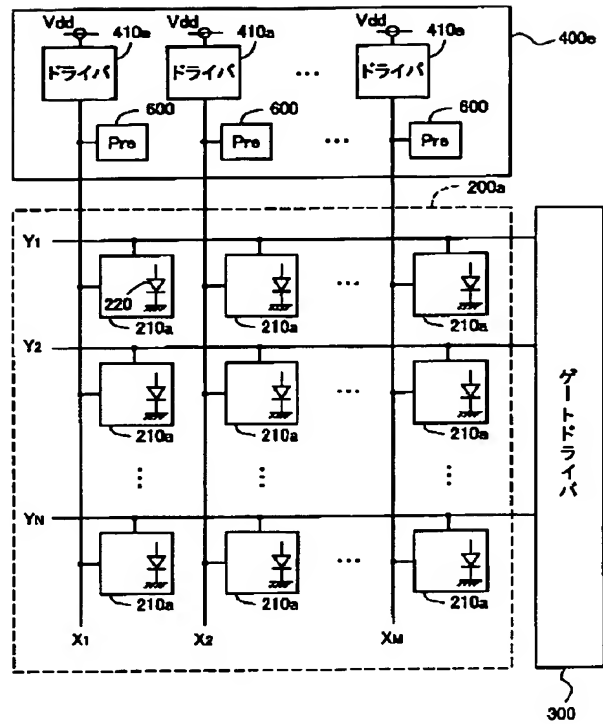 Vdd Vdd Vdd
410a 410a 410a
400e
ドライバ ドライバ … ドライバ
600 600 600
Pre Pre … Pre
200a
Y1
220
210a 210a … 210a
Y2
210a 210a … 210a
⋮ ⋮ ⋮
YN
210a 210a … 210a
X1 X2 XM
ゲートドライバ
300